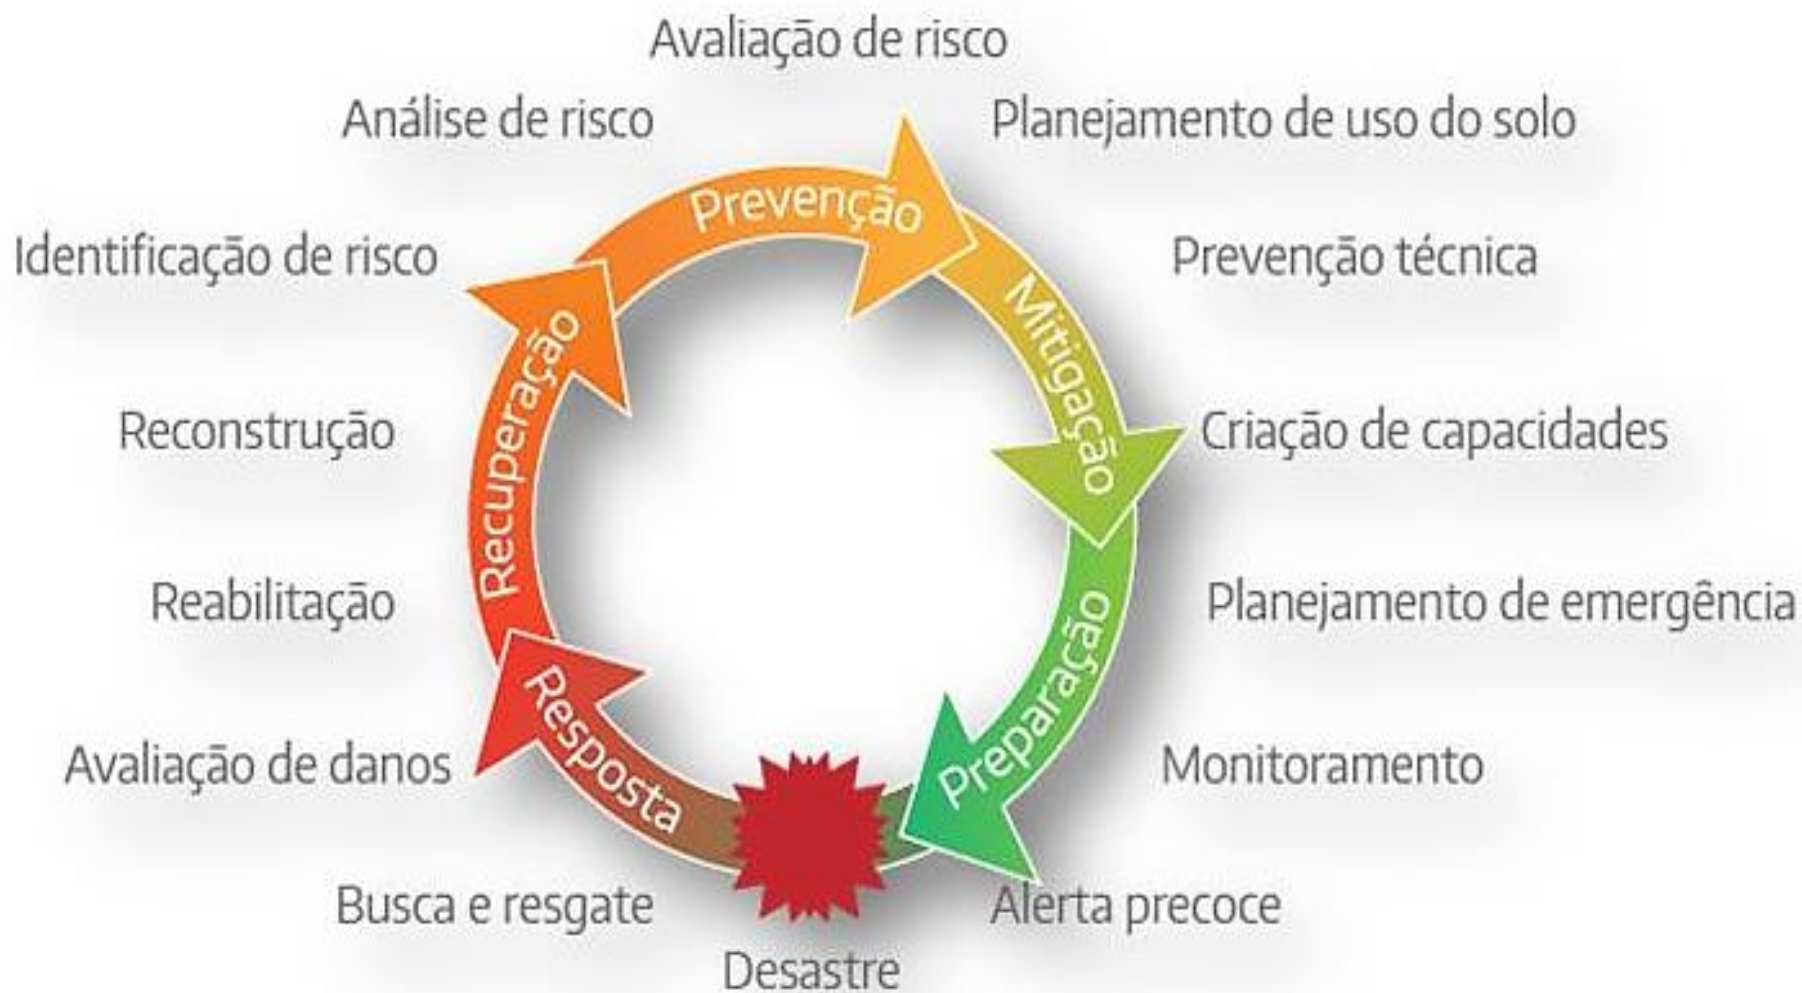 Avaliação de risco
Análise de risco
Planejamento de uso do solo
Prevenção
Identificação de risco
Prevenção técnica
Mitigação
Recuperação
Reconstrução
Criação de capacidades
Reabilitação
Planejamento de emergência
Preparação
Resposta
Avaliação de danos
Monitoramento
Busca e resgate
Alerta precoce
Desastre